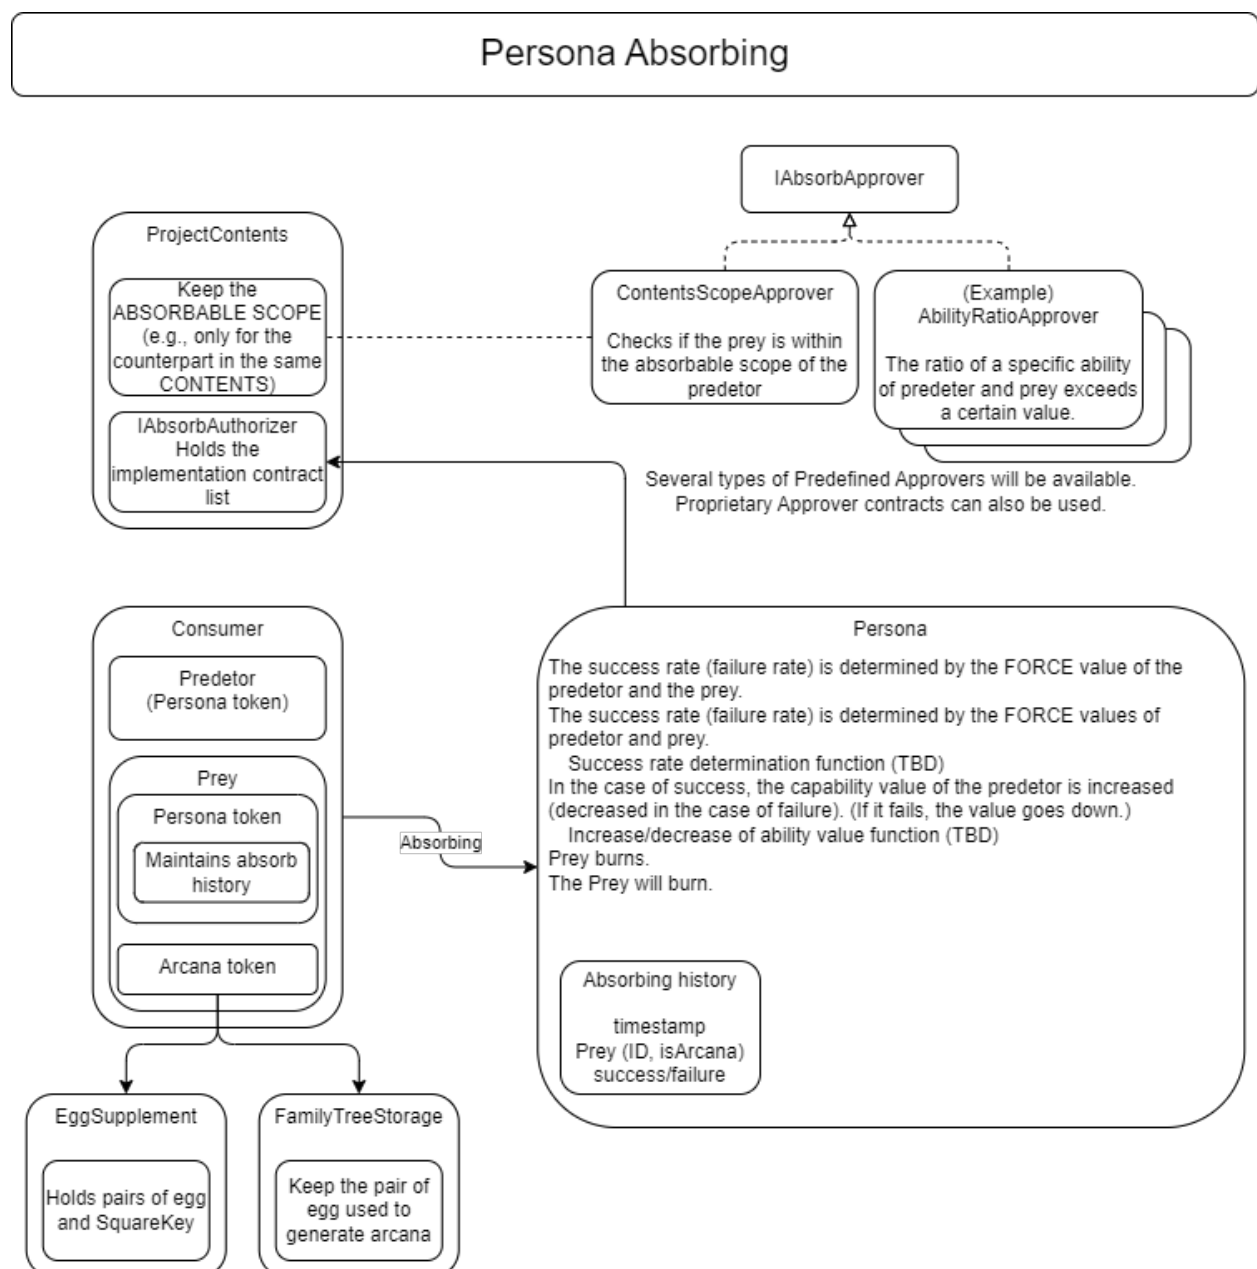 Persona Absorbing
IAbsorbApprover
ProjectContents
Keep the
ABSORBABLE SCOPE
(e.g., only for the
counterpart in the same
CONTENTS)
IAbsorbAuthorizer
Holds the
implementation contract
list
ContentsScopeApprover
Checks if the prey is within
the absorbable scope of the
predetor
(Example)
AbilityRatioApprover
The ratio of a specific ability
of predeter and prey exceeds
a certain value.
Several types of Predefined Approvers will be available.
Proprietary Approver contracts can also be used.
Consumer
Predetor
(Persona token)
Prey
Persona token
Maintains absorb
history
Arcana token
Absorbing
Persona
The success rate (failure rate) is determined by the FORCE value of the
predetor and the prey.
The success rate (failure rate) is determined by the FORCE values of
predetor and prey.
Success rate determination function (TBD)
In the case of success, the capability value of the predetor is increased
(decreased in the case of failure). (If it fails, the value goes down.)
Increase/decrease of ability value function (TBD)
Prey burns.
The Prey will burn.
Absorbing history
timestamp
Prey (ID, isArcana)
success/failure
EggSupplement
Holds pairs of egg
and SquareKey
FamilyTreeStorage
Keep the pair of
egg used to
generate arcana